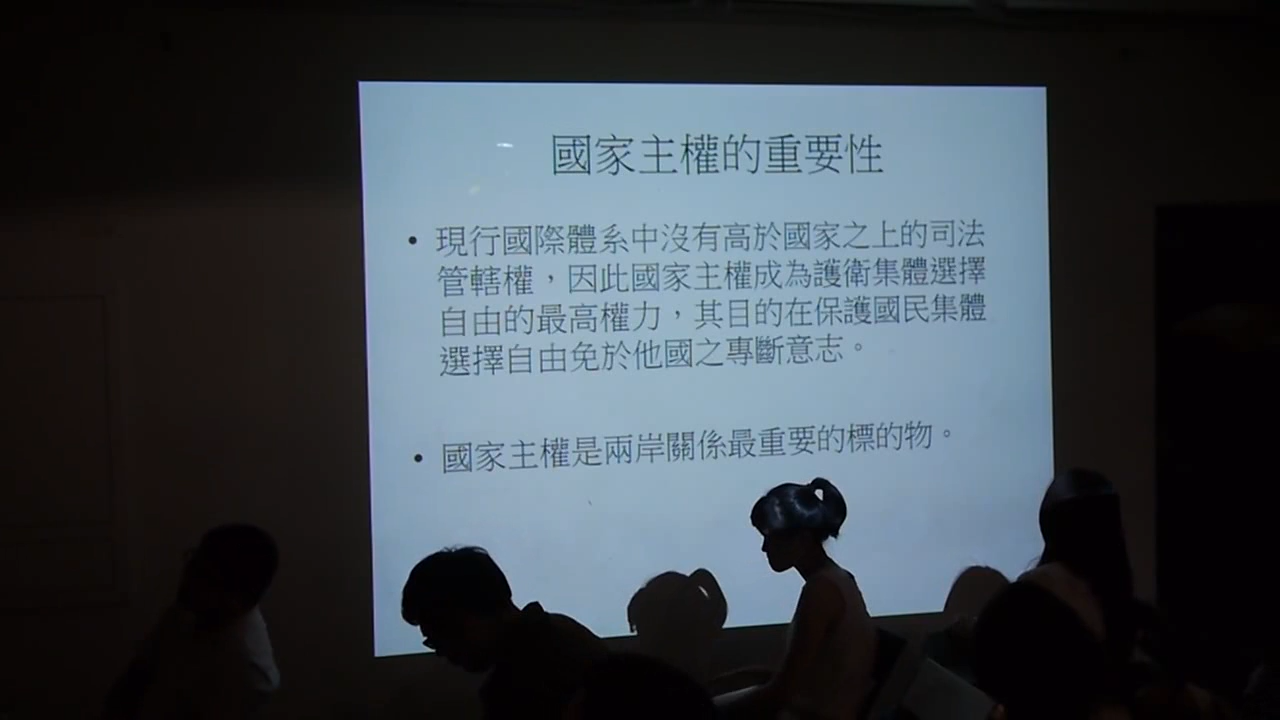 國家主權的重要性
• 現行國際體系中沒有高於國家之上的司法
管轄權，因此國家主權成為護衛集體選擇
自由的最高權力，其目的在保護國民集體
選擇自由免於他國之專斷意志。
• 國家主權是兩岸關係最重要的標的物。